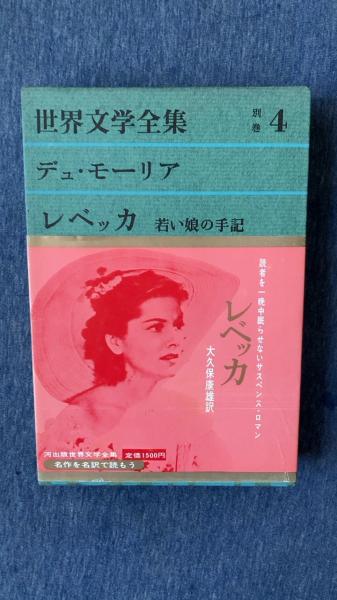 世界文学全集
別巻 4
デュ・モーリア
レベッカ 若い娘の手記
読者を一晩中眠らせないサスペンス・ロマン
レベッカ
大久保康雄訳
河出版世界文学全集 定価1500円
名作を名訳で読もう